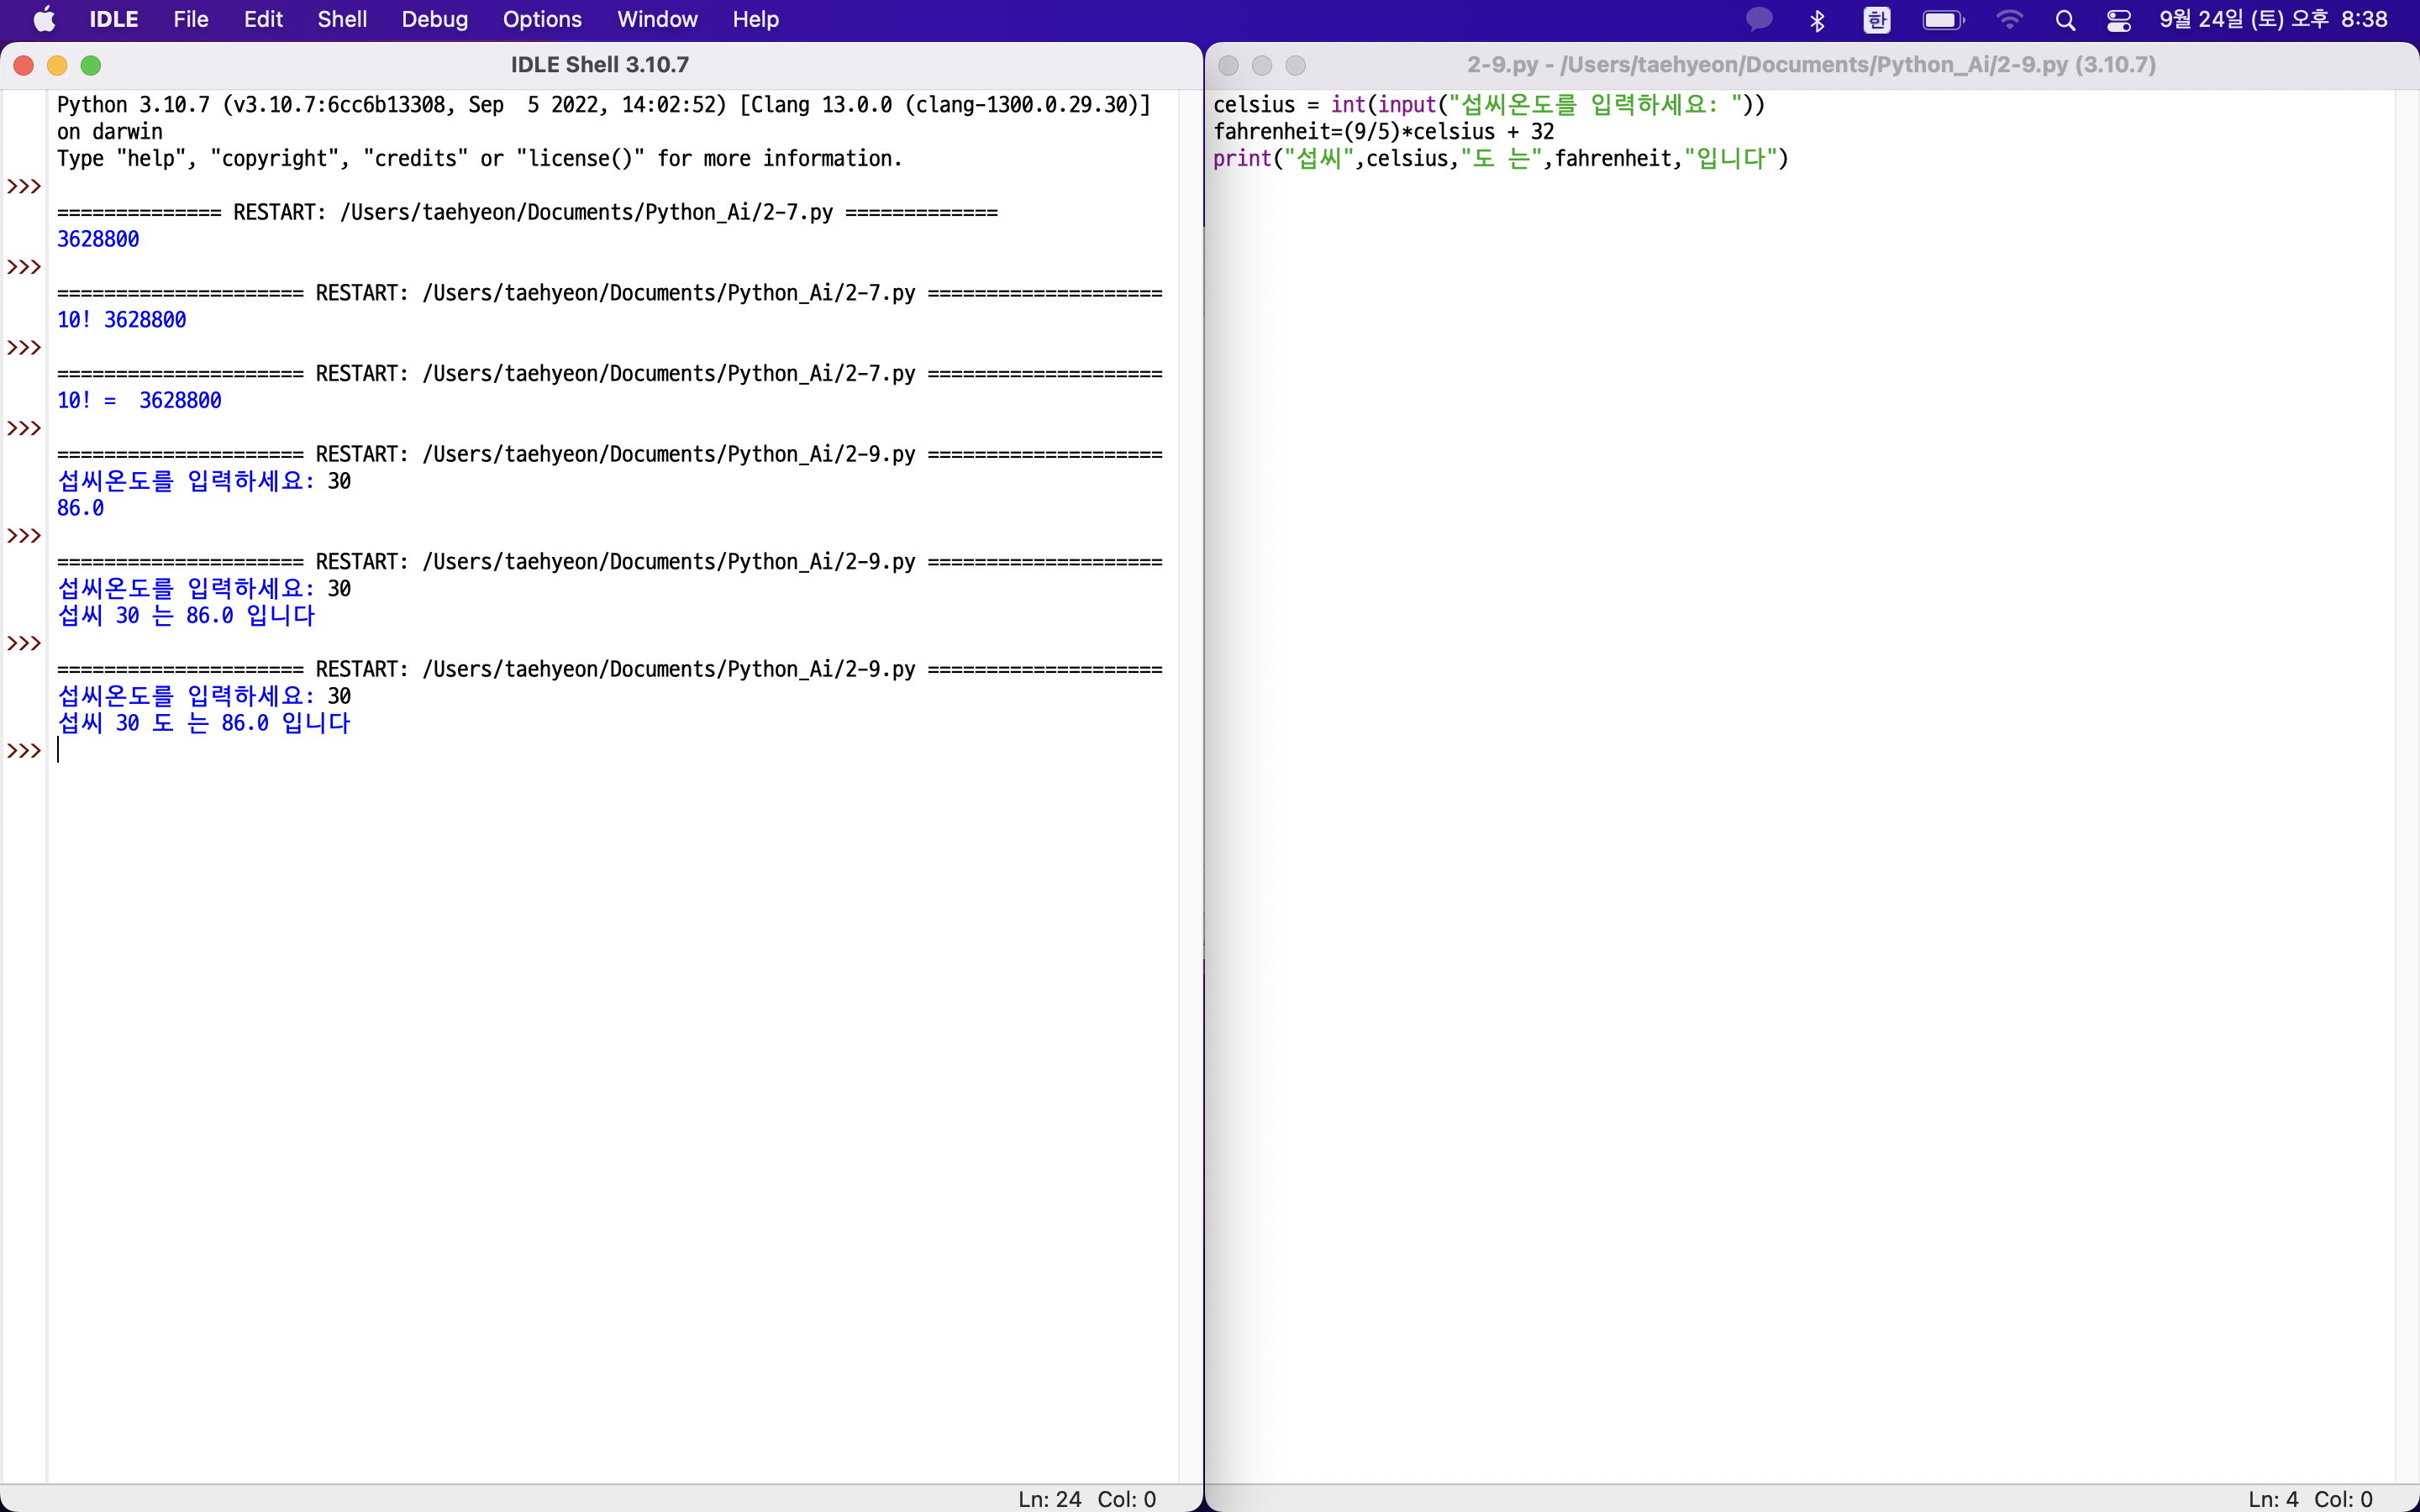 IDLE File Edit Shell Debug Options Window Help 한 9월 24일 (토) 오후 8:38
IDLE Shell 3.10.7
Python 3.10.7 (v3.10.7:6cc6b13308, Sep  5 2022, 14:02:52) [Clang 13.0.0 (clang-1300.0.29.30)]
on darwin
Type "help", "copyright", "credits" or "license()" for more information.
>>>
============== RESTART: /Users/taehyeon/Documents/Python_Ai/2-7.py =============
3628800
>>>
===================== RESTART: /Users/taehyeon/Documents/Python_Ai/2-7.py ====================
10! 3628800
>>>
===================== RESTART: /Users/taehyeon/Documents/Python_Ai/2-7.py ====================
10! =  3628800
>>>
===================== RESTART: /Users/taehyeon/Documents/Python_Ai/2-9.py ====================
섭씨온도를 입력하세요: 30
86.0
>>>
===================== RESTART: /Users/taehyeon/Documents/Python_Ai/2-9.py ====================
섭씨온도를 입력하세요: 30
섭씨 30 는 86.0 입니다
>>>
===================== RESTART: /Users/taehyeon/Documents/Python_Ai/2-9.py ====================
섭씨온도를 입력하세요: 30
섭씨 30 도 는 86.0 입니다
>>>
Ln: 24 Col: 0
2-9.py - /Users/taehyeon/Documents/Python_Ai/2-9.py (3.10.7)
celsius = int(input("섭씨온도를 입력하세요: "))
fahrenheit=(9/5)*celsius + 32
print("섭씨",celsius,"도 는",fahrenheit,"입니다")
Ln: 4 Col: 0